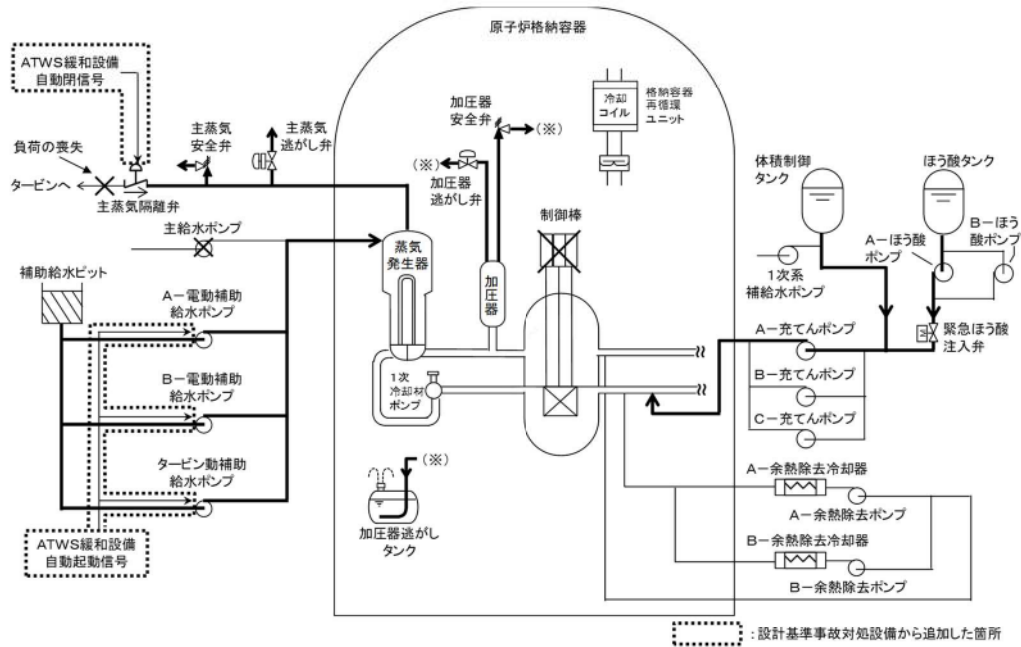 原子炉格納容器
ATWS緩和設備
自動閉信号
負荷の喪失
タービンへ
主蒸気
安全弁
主蒸気
逃がし弁
主蒸気隔離弁
主給水ポンプ
補助給水ピット
A－電動補助
給水ポンプ
B－電動補助
給水ポンプ
タービン動補助
給水ポンプ
ATWS緩和設備
自動起動信号
加圧器
安全弁
(※)
(※)
加圧器
逃がし弁
冷却
コイル
格納容器
再循環
ユニット
蒸気
発生器
加圧器
制御棒
1次
冷却材
ポンプ
(※)
加圧器逃がし
タンク
体積制御
タンク
ほう酸タンク
B－ほう
酸ポンプ
A－ほう酸
ポンプ
1次系
補給水ポンプ
M
緊急ほう酸
注入弁
A－充てんポンプ
B－充てんポンプ
C－充てんポンプ
A－余熱除去冷却器
A－余熱除去ポンプ
B－余熱除去冷却器
B－余熱除去ポンプ
：設計基準事故対処設備から追加した箇所